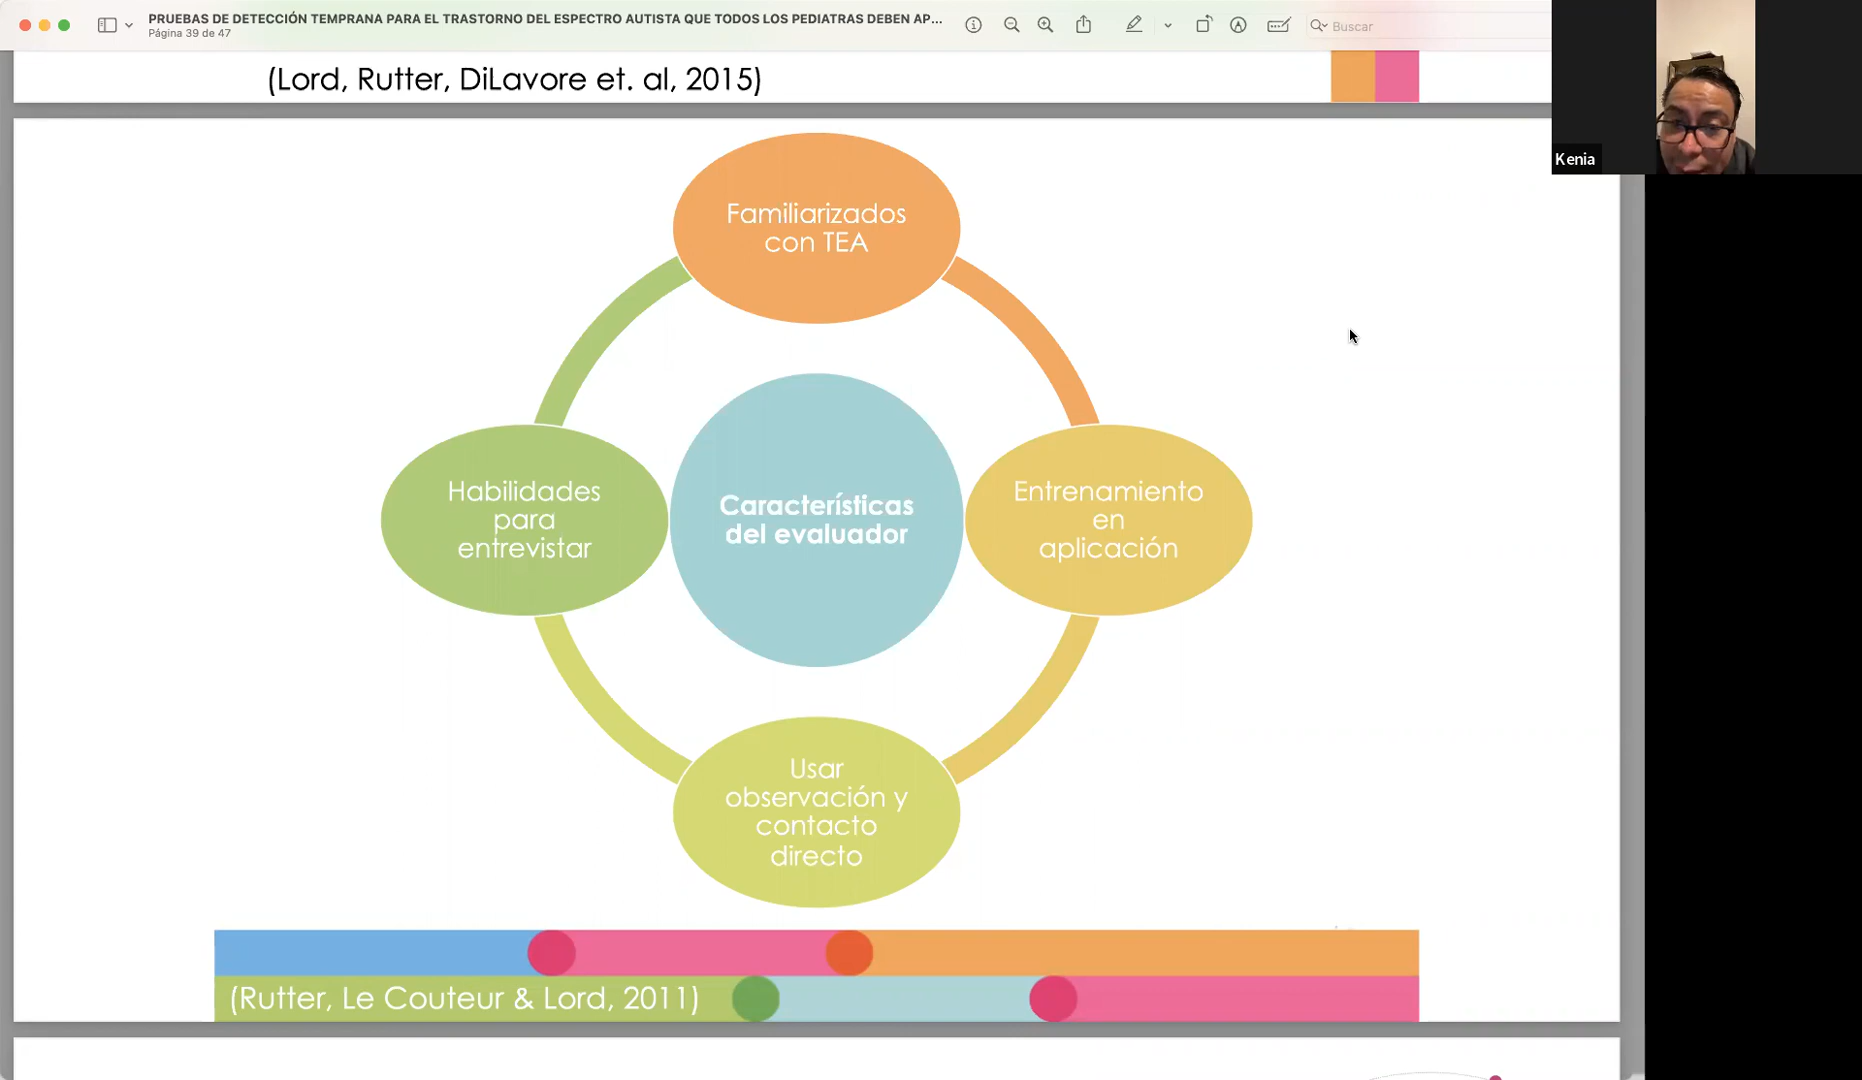 PRUEBAS DE DETECCIÓN TEMPRANA PARA EL TRASTORNO DEL ESPECTRO AUTISTA QUE TODOS LOS PEDIATRAS DEBEN AP...
Página 39 de 47
Buscar
Kenia
(Lord, Rutter, DiLavore et. al, 2015)
Familiarizados
con TEA
Habilidades
para
entrevistar
Características
del evaluador
Entrenamiento
en
aplicación
Usar
observación y
contacto
directo
(Rutter, Le Couteur & Lord, 2011)